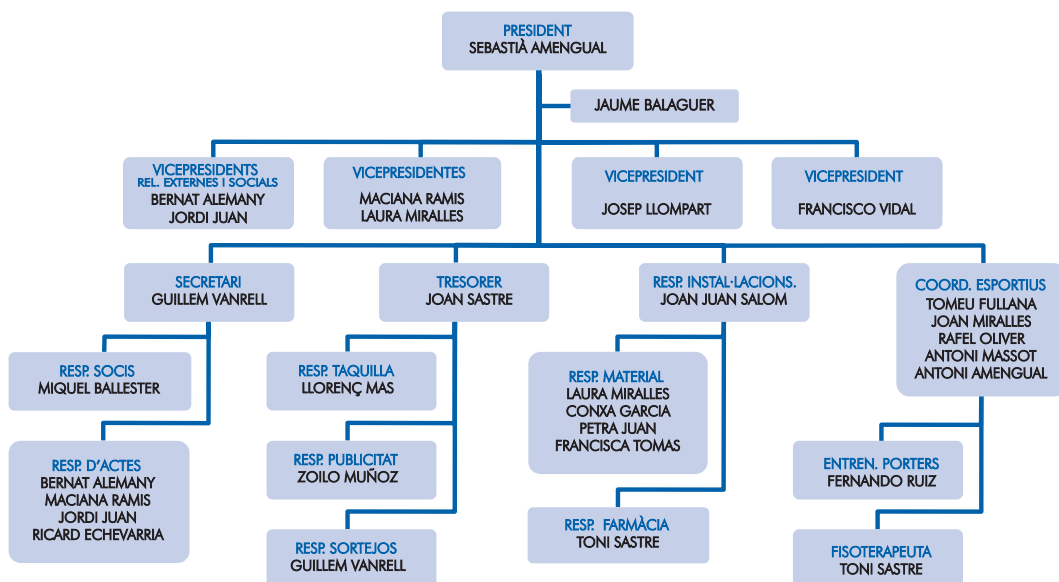 PRESIDENT
SEBASTIÀ AMENGUAL
JAUME BALAGUER
VICEPRESIDENTS
REL. EXTERNES I SOCIALS
BERNAT ALEMANY
JORDI JUAN
VICEPRESIDENTES
MACIANA RAMIS
LAURA MIRALLES
VICEPRESIDENT
JOSEP LLOMPART
VICEPRESIDENT
FRANCISCO VIDAL
SECRETARI
GUILLEM VANRELL
TRESORER
JOAN SASTRE
RESP. INSTAL·LACIONS.
JOAN JUAN SALOM
COORD. ESPORTIUS
TOMEU FULLANA
JOAN MIRALLES
RAFEL OLIVER
ANTONI MASSOT
ANTONI AMENGUAL
RESP. SOCIS
MIQUEL BALLESTER
RESP. TAQUILLA
LLORENÇ MAS
RESP. MATERIAL
LAURA MIRALLES
CONXA GARCIA
PETRA JUAN
FRANCISCA TOMAS
RESP. D'ACTES
BERNAT ALEMANY
MACIANA RAMIS
JORDI JUAN
RICARD ECHEVARRIA
RESP. PUBLICITAT
ZOILO MUÑOZ
ENTREN. PORTERS
FERNANDO RUIZ
RESP. SORTEJOS
GUILLEM VANRELL
RESP. FARMÀCIA
TONI SASTRE
FISOTERAPEUTA
TONI SASTRE